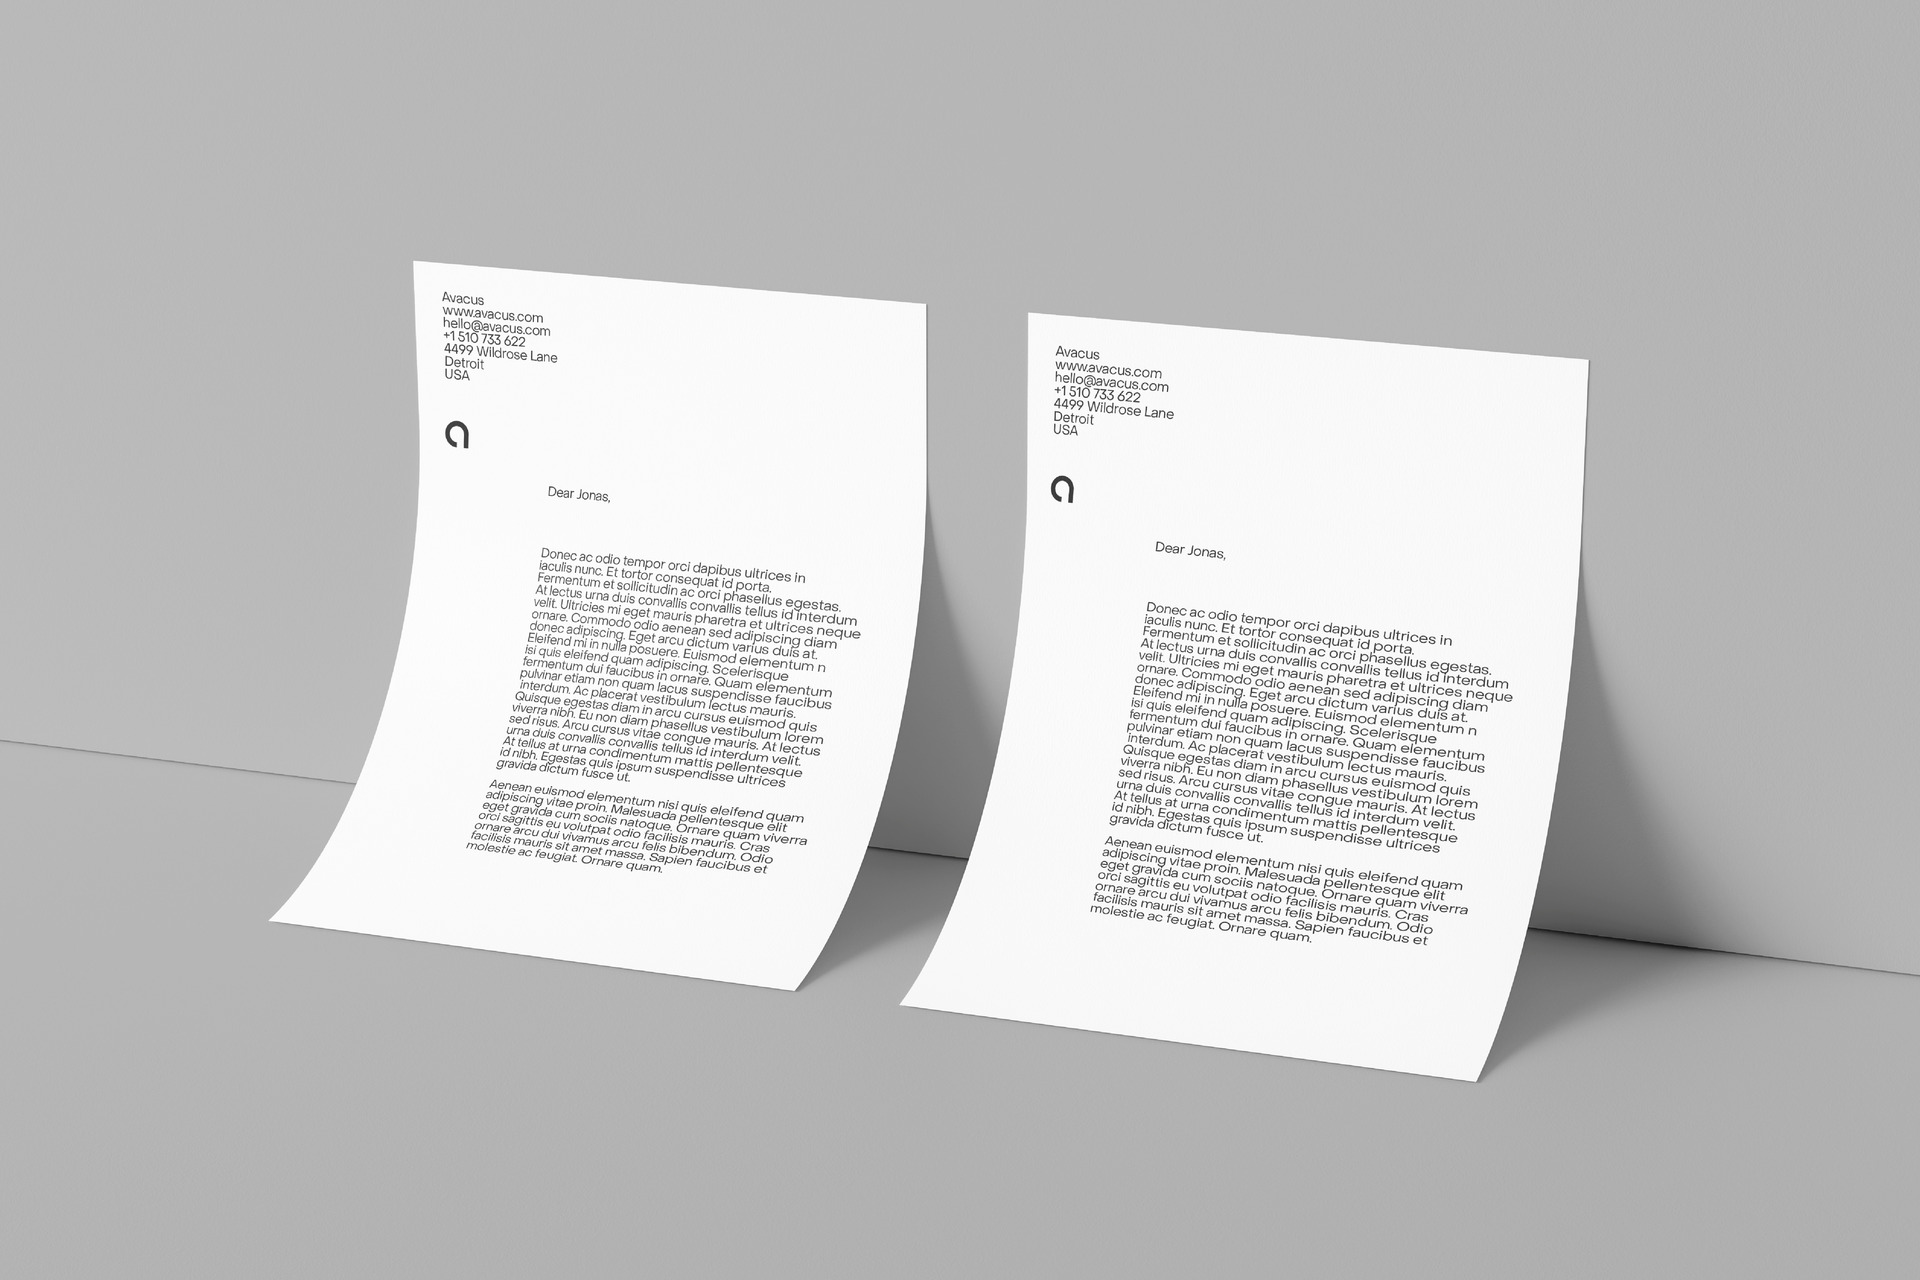 Avacus
www.avacus.com
hello@avacus.com
+1 510 733 622
4499 Wildrose Lane
Detroit
USA
Dear Jonas,
Donec ac odio tempor orci dapibus ultrices in
iaculis nunc. Et tortor consequat id porta.
Fermentum et sollicitudin ac orci phasellus egestas.
At lectus urna duis convallis convallis tellus id interdum
velit. Ultricies mi eget mauris pharetra et ultrices neque
ornare. Commodo odio aenean sed adipiscing diam
donec adipiscing. Eget arcu dictum varius duis at.
Eleifend mi in nulla posuere. Euismod elementum n
isi quis eleifend quam adipiscing. Scelerisque
fermentum dui faucibus in ornare. Quam elementum
pulvinar etiam non quam lacus suspendisse faucibus
interdum. Ac placerat vestibulum lectus mauris.
Quisque egestas diam in arcu cursus euismod quis
viverra nibh. Eu non diam phasellus vestibulum lorem
sed risus. Arcu cursus vitae congue mauris. At lectus
urna duis convallis convallis tellus id interdum velit.
At tellus at urna condimentum mattis pellentesque
id nibh. Egestas quis ipsum suspendisse ultrices
gravida dictum fusce ut.
Aenean euismod elementum nisi quis eleifend quam
adipiscing vitae proin. Malesuada pellentesque elit
eget gravida cum sociis natoque. Ornare quam viverra
orci sagittis eu volutpat odio facilisis mauris. Cras
ornare arcu dui vivamus arcu felis bibendum. Odio
facilisis mauris sit amet massa. Sapien faucibus et
molestie ac feugiat. Ornare quam.
Avacus
www.avacus.com
hello@avacus.com
+1 510 733 622
4499 Wildrose Lane
Detroit
USA
Dear Jonas,
Donec ac odio tempor orci dapibus ultrices in
iaculis nunc. Et tortor consequat id porta.
Fermentum et sollicitudin ac orci phasellus egestas.
At lectus urna duis convallis convallis tellus id interdum
velit. Ultricies mi eget mauris pharetra et ultrices neque
ornare. Commodo odio aenean sed adipiscing diam
donec adipiscing. Eget arcu dictum varius duis at.
Eleifend mi in nulla posuere. Euismod elementum n
isi quis eleifend quam adipiscing. Scelerisque
fermentum dui faucibus in ornare. Quam elementum
pulvinar etiam non quam lacus suspendisse faucibus
interdum. Ac placerat vestibulum lectus mauris.
Quisque egestas diam in arcu cursus euismod quis
viverra nibh. Eu non diam phasellus vestibulum lorem
sed risus. Arcu cursus vitae congue mauris. At lectus
urna duis convallis convallis tellus id interdum velit.
At tellus at urna condimentum mattis pellentesque
id nibh. Egestas quis ipsum suspendisse ultrices
gravida dictum fusce ut.
Aenean euismod elementum nisi quis eleifend quam
adipiscing vitae proin. Malesuada pellentesque elit
eget gravida cum sociis natoque. Ornare quam viverra
orci sagittis eu volutpat odio facilisis mauris. Cras
ornare arcu dui vivamus arcu felis bibendum. Odio
facilisis mauris sit amet massa. Sapien faucibus et
molestie ac feugiat. Ornare quam.